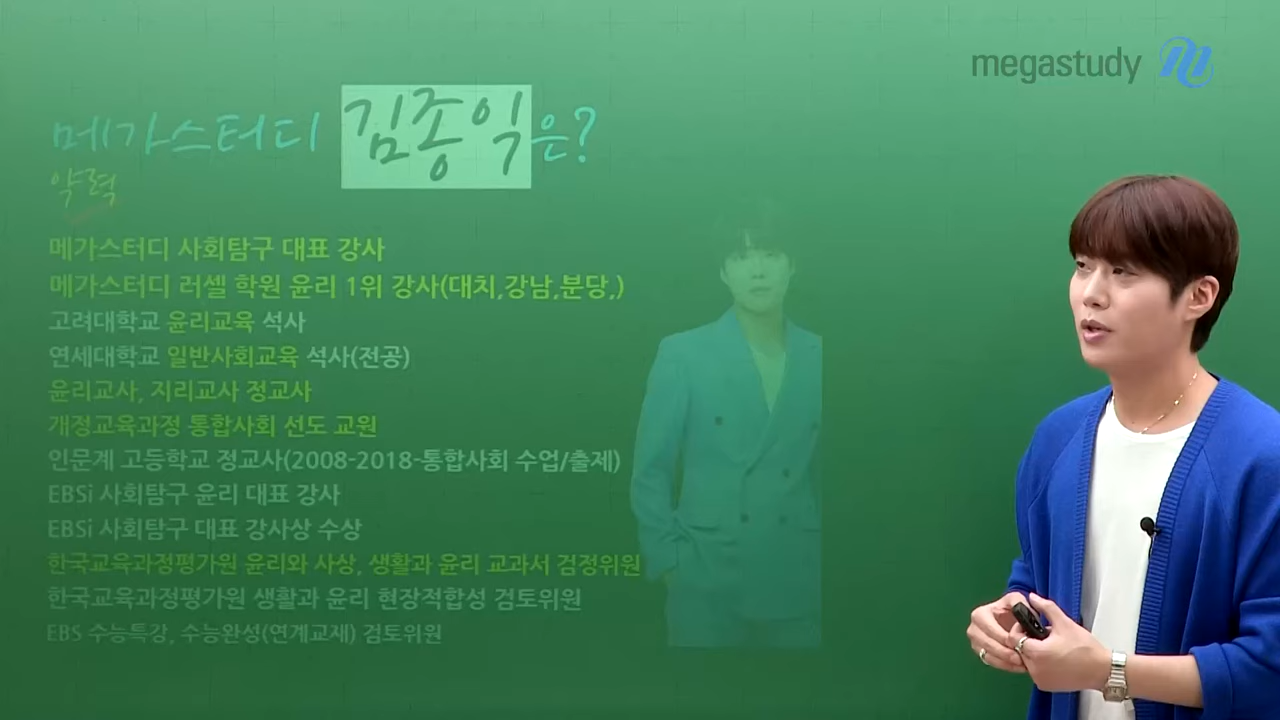 megastudy
메가스터디 김종익은?
약력
메가스터디 사회탐구 대표 강사
메가스터디 러셀 학원 윤리 1위 강사(대치,강남,분당,)
고려대학교 윤리교육 석사
연세대학교 일반사회교육 석사(전공)
윤리교사, 지리교사 정교사
개정교육과정 통합사회 선도 교원
인문계 고등학교 정교사(2008-2018-통합사회 수업/출제)
EBSi 사회탐구 윤리 대표 강사
EBSi 사회탐구 대표 강사상 수상
한국교육과정평가원 윤리와 사상, 생활과 윤리 교과서 검정위원
한국교육과정평가원 생활과 윤리 현장적합성 검토위원
EBS 수능특강, 수능완성(연계교재) 검토위원